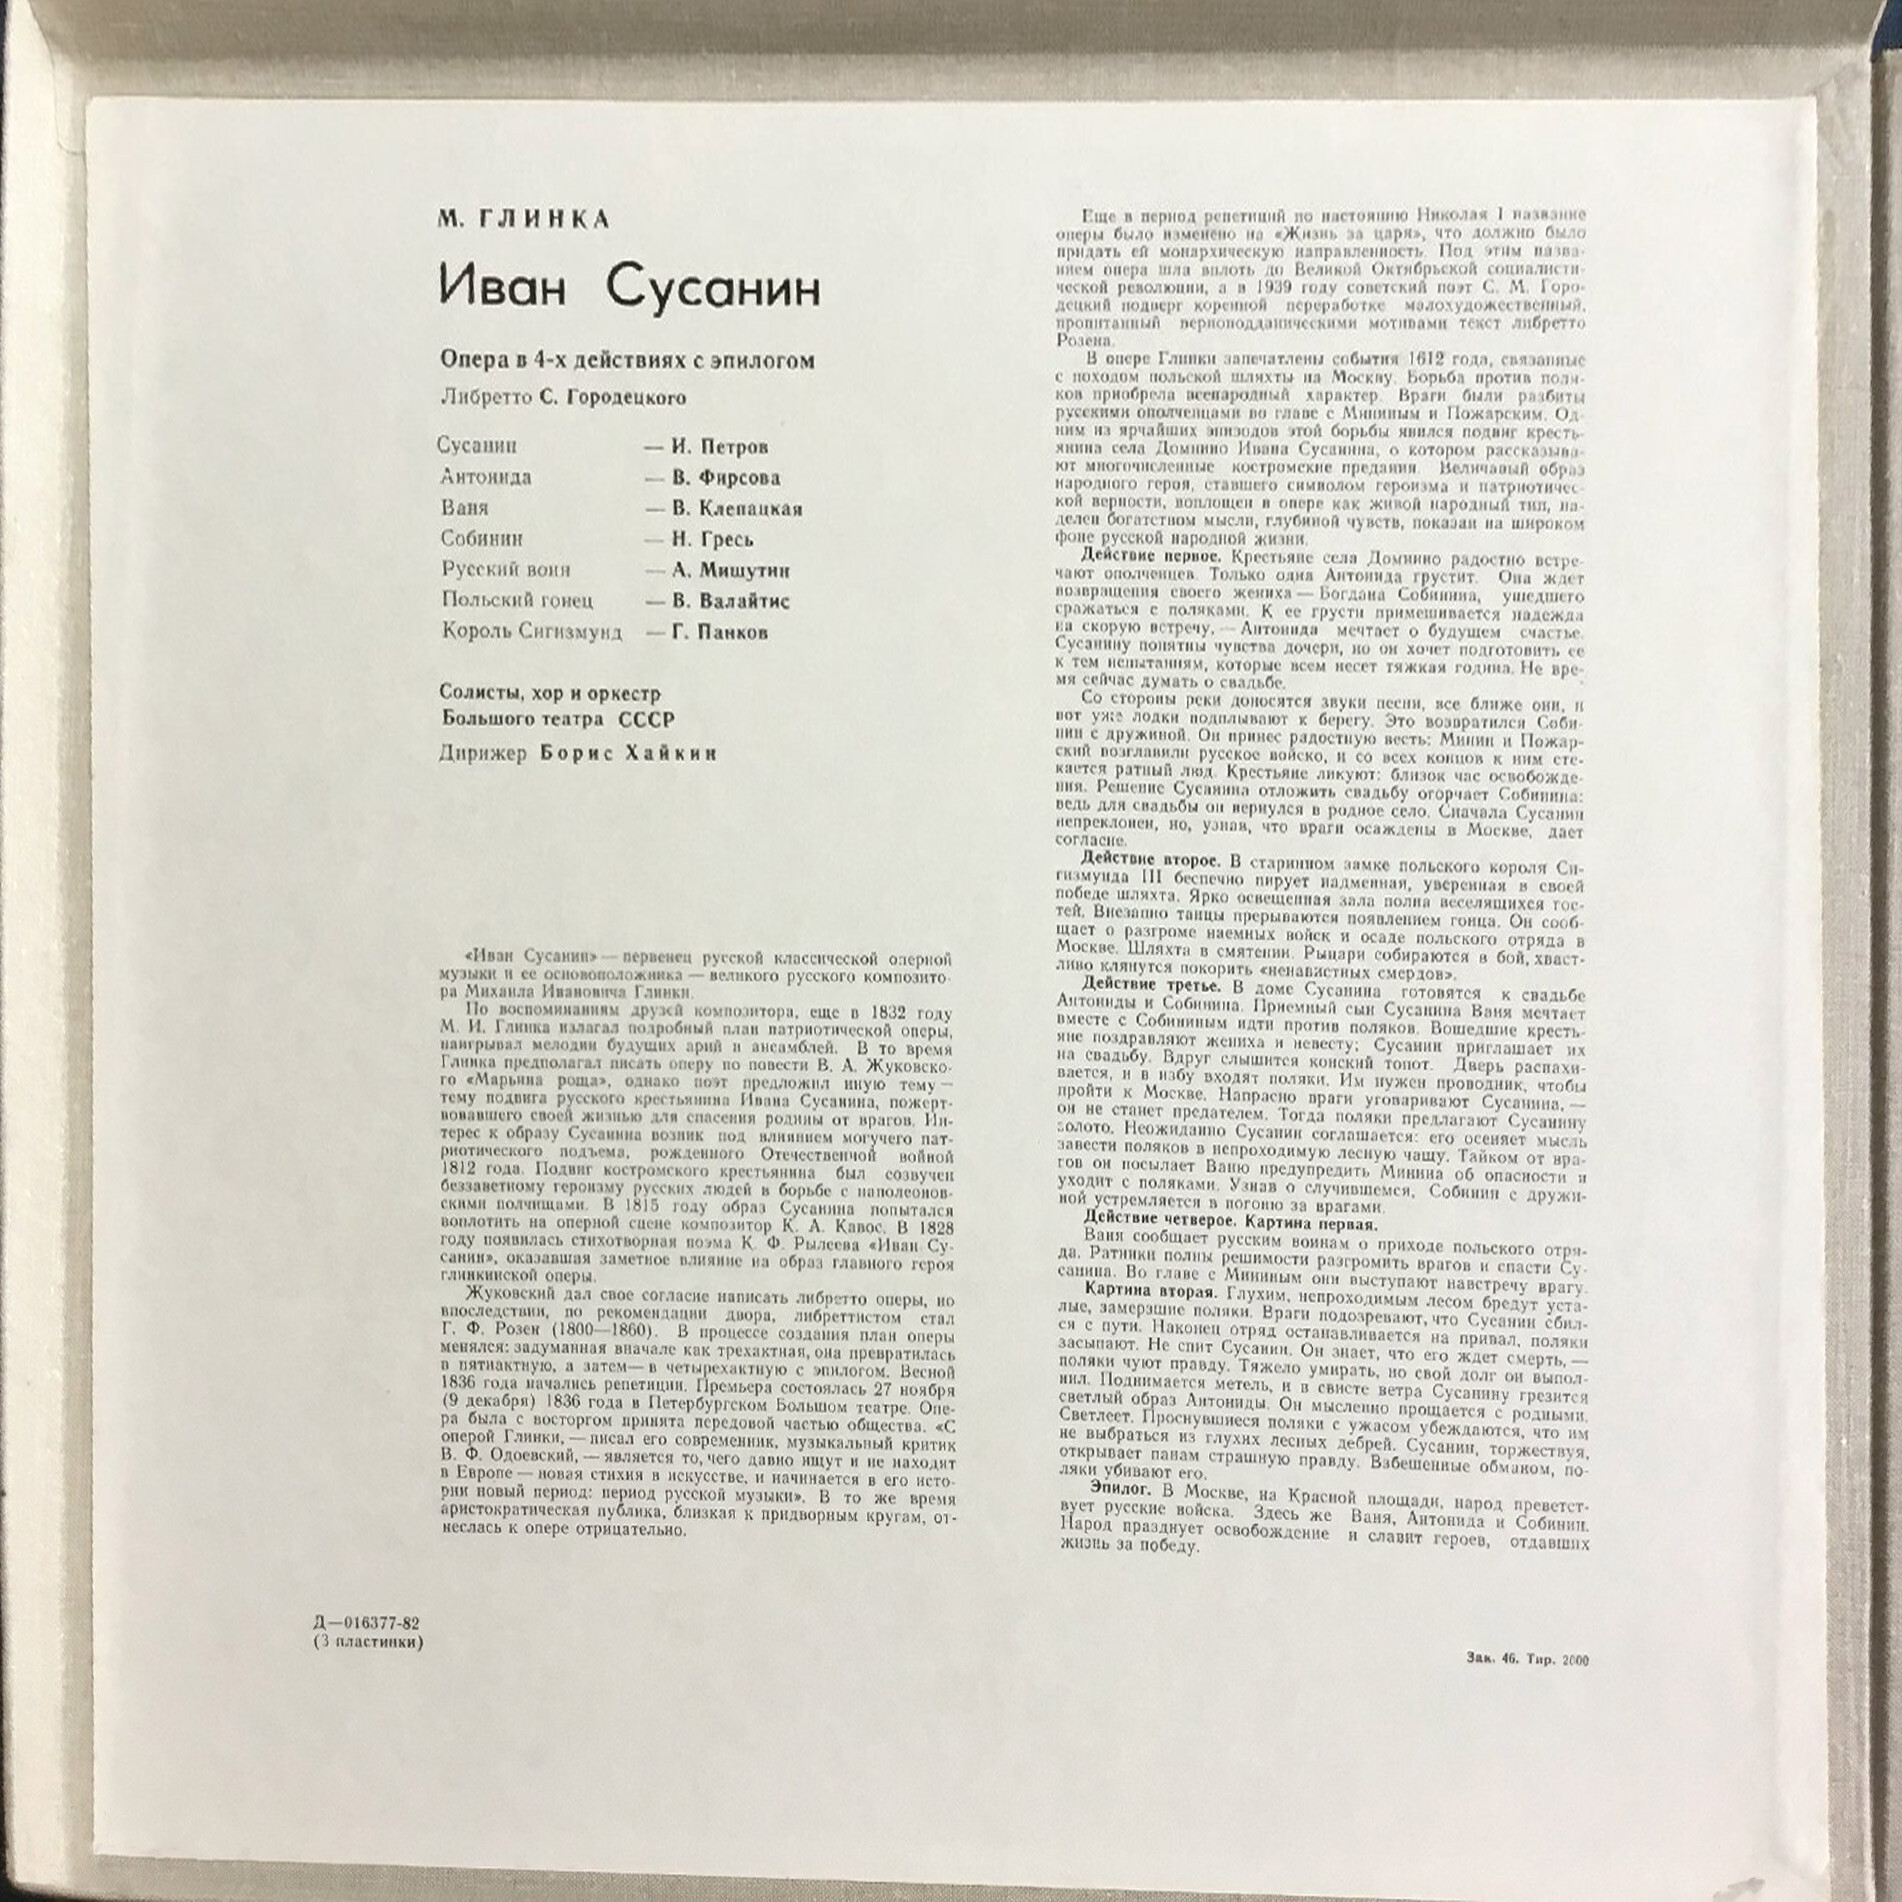 М. ГЛИНКА
Иван Сусанин
Опера в 4-х действиях с эпилогом
Либретто С. Городецкого
Сусанин — И. Петров
Антонида — В. Фирсова
Ваня — В. Клепацкая
Собинин — Н. Гресь
Русский воин — А. Мишутин
Польский гонец — В. Валайтис
Король Сигизмунд — Г. Панков
Солисты, хор и оркестр
Большого театра СССР
Дирижер Борис Хайкин
«Иван Сусанин» — первенец русской классической оперной
музыки и ее основоположника — великого русского композито-
ра Михаила Ивановича Глинки.
По воспоминаниям друзей композитора, еще в 1832 году
М. И. Глинка излагал подробный план патриотической оперы,
наигрывал мелодии будущих арий и ансамблей. В то время
Глинка предполагал писать оперу по повести В. А. Жуковско-
го «Марьина роща», однако поэт предложил иную тему —
тему подвига русского крестьянина Ивана Сусанина, пожерт-
вовавшего своей жизнью для спасения родины от врагов. Ин-
терес к образу Сусанина возник под влиянием могучего пат-
риотического подъема, рожденного Отечественной войной
1812 года. Подвиг костромского крестьянина был созвучен
беззаветному героизму русских людей в борьбе с наполеонов-
скими полчищами. В 1815 году образ Сусанина попытался
воплотить на оперной сцене композитор К. А. Кавос. В 1828
году появилась стихотворная поэма К. Ф. Рылеева «Иван Су-
санин», оказавшая заметное влияние на образ главного героя
глинкинской оперы.
Жуковский дал свое согласие написать либретто оперы, но
впоследствии, по рекомендации двора, либреттистом стал
Г. Ф. Розен (1800—1860). В процессе создания план оперы
менялся: задуманная вначале как трехактная, она превратилась
в пятиактную, а затем — в четырехактную с эпилогом. Весной
1836 года начались репетиции. Премьера состоялась 27 ноября
(9 декабря) 1836 года в Петербургском Большом театре. Опе-
ра была с восторгом принята передовой частью общества. «С
оперой Глинки, — писал его современник, музыкальный критик
В. Ф. Одоевский, — является то, чего давно ищут и не находят
в Европе — новая стихия в искусстве, и начинается в его исто-
рии новый период: период русской музыки». В то же время
аристократическая публика, близкая к придворным кругам, от-
неслась к опере отрицательно.
Д—016377-82
(3 пластинки)
Еще в период репетиций по настоянию Николая I название
оперы было изменено на «Жизнь за царя», что должно было
придать ей монархическую направленность. Под этим назва-
нием опера шла вплоть до Великой Октябрьской социалисти-
ческой революции, а в 1939 году советский поэт С. М. Горо-
децкий подверг коренной переработке малохудожественный,
пропитанный верноподданическими мотивами текст либретто
Розена.
В опере Глинки запечатлены события 1612 года, связанные
с походом польской шляхты на Москву. Борьба против поля-
ков приобрела всенародный характер. Враги были разбиты
русскими ополченцами во главе с Мининым и Пожарским. Од-
ним из ярчайших эпизодов этой борьбы явился подвиг кресть-
янина села Домнино Ивана Сусанина, о котором рассказыва-
ют многочисленные костромские предания. Величавый образ
народного героя, ставшего символом героизма и патриотичес-
кой верности, воплощен в опере как живой народный тип, на-
делен богатством мысли, глубиной чувств, показан на широком
фоне русской народной жизни.
Действие первое. Крестьяне села Домнино радостно встре-
чают ополченцев. Только одна Антонида грустит. Она ждет
возвращения своего жениха — Богдана Собинина, ушедшего
сражаться с поляками. К ее грусти примешивается надежда
на скорую встречу, — Антонида мечтает о будущем счастье.
Сусанину понятны чувства дочери, но он хочет подготовить ее
к тем испытаниям, которые всем несет тяжкая година. Не вре-
мя сейчас думать о свадьбе.
Со стороны реки доносятся звуки песни, все ближе они, и
вот уже лодки подплывают к берегу. Это возвратился Соби-
нин с дружиной. Он принес радостную весть: Минин и Пожар-
ский возглавили русское войско, и со всех концов к ним сте-
кается ратный люд. Крестьяне ликуют: близок час освобожде-
ния. Решение Сусанина отложить свадьбу огорчает Собинина:
ведь для свадьбы он вернулся в родное село. Сначала Сусанин
непреклонен, но, узнав, что враги осаждены в Москве, дает
согласие.
Действие второе. В старинном замке польского короля Си-
гизмунда III беспечно пирует надменная, уверенная в своей
победе шляхта. Ярко освещенная зала полна веселящихся гос-
тей. Внезапно танцы прерываются появлением гонца. Он сооб-
щает о разгроме наемных войск и осаде польского отряда в
Москве. Шляхта в смятении. Рыцари собираются в бой, хваст-
ливо клянутся покорить «ненавистных смердов».
Действие третье. В доме Сусанина готовятся к свадьбе
Антониды и Собинина. Приемный сын Сусанина Ваня мечтает
вместе с Собининым идти против поляков. Вошедшие кресть-
яне поздравляют жениха и невесту; Сусанин приглашает их
на свадьбу. Вдруг слышится конский топот. Дверь распахи-
вается, и в избу входят поляки. Им нужен проводник, чтобы
пройти к Москве. Напрасно враги уговаривают Сусанина, —
он не станет предателем. Тогда поляки предлагают Сусанину
золото. Неожиданно Сусанин соглашается: его осеняет мысль
завести поляков в непроходимую лесную чащу. Тайком от вра-
гов он посылает Ваню предупредить Минина об опасности и
уходит с поляками. Узнав о случившемся, Собинин с дружи-
ной устремляется в погоню за врагами.
Действие четверое. Картина первая.
Ваня сообщает русским воинам о приходе польского отря-
да. Ратники полны решимости разгромить врагов и спасти Су-
санина. Во главе с Мининым они выступают навстречу врагу.
Картина вторая. Глухим, непроходимым лесом бредут уста-
лые, замерзшие поляки. Враги подозревают, что Сусанин сбил-
ся с пути. Наконец отряд останавливается на привал, поляки
засыпают. Не спит Сусанин. Он знает, что его ждет смерть, —
поляки чуют правду. Тяжело умирать, но свой долг он выпол-
нил. Поднимается метель, и в свисте ветра Сусанину грезится
светлый образ Антониды. Он мысленно прощается с родными.
Светлеет. Проснувшиеся поляки с ужасом убеждаются, что им
не выбраться из глухих лесных дебрей. Сусанин, торжествуя,
открывает панам страшную правду. Взбешенные обманом, по-
ляки убивают его.
Эпилог. В Москве, на Красной площади, народ преветст-
вует русские войска. Здесь же Ваня, Антонида и Собинин.
Народ празднует освобождение и славит героев, отдавших
жизнь за победу.
Зак. 46. Тир. 2000